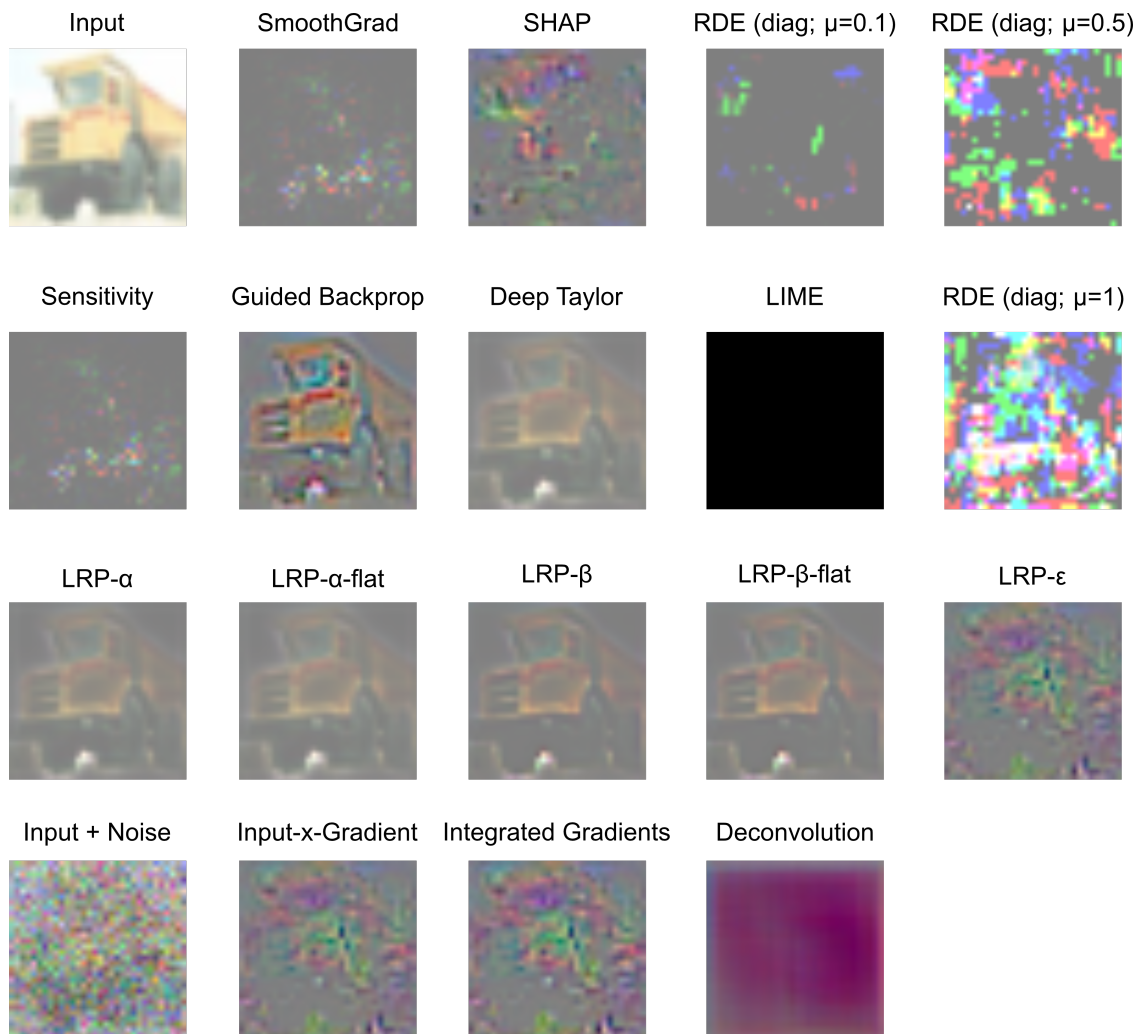 Input
SmoothGrad
SHAP
RDE (diag; μ=0.1)
RDE (diag; μ=0.5)
Sensitivity
Guided Backprop
Deep Taylor
LIME
RDE (diag; μ=1)
LRP-α
LRP-α-flat
LRP-β
LRP-β-flat
LRP-ε
Input + Noise
Input-x-Gradient
Integrated Gradients
Deconvolution